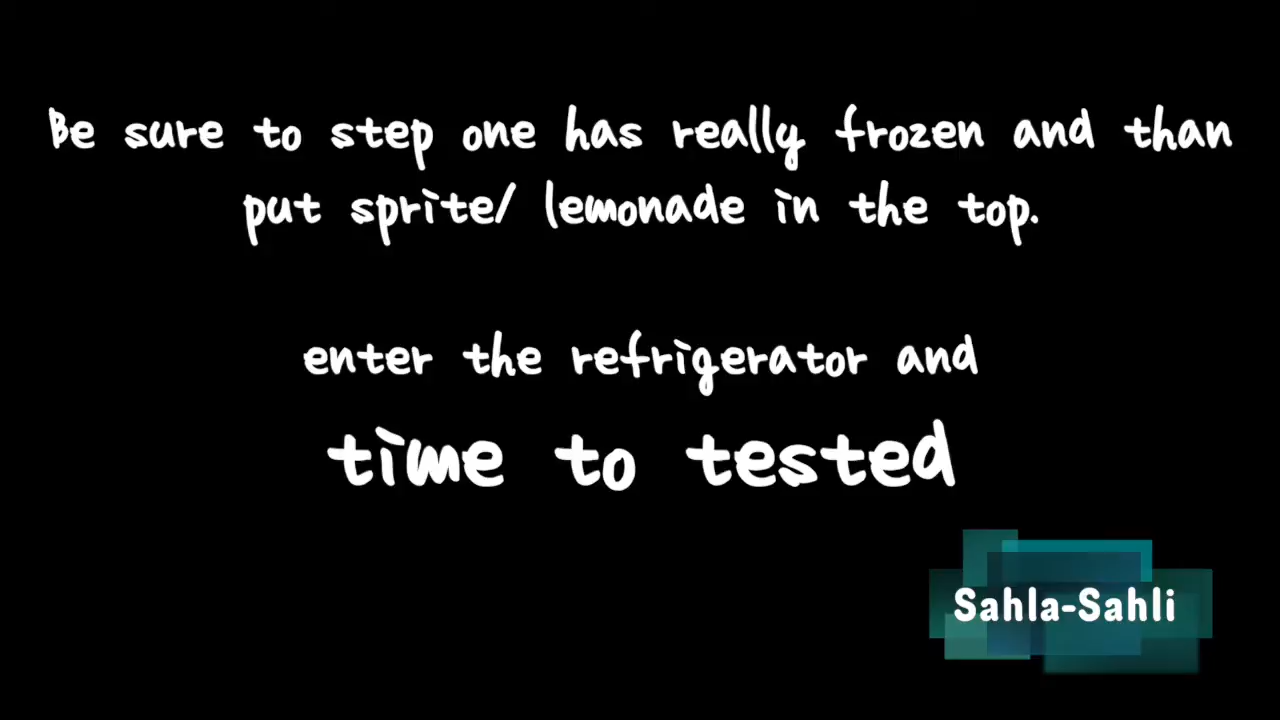 Be sure to step one has really frozen and than
put sprite/ lemonade in the top.
enter the refrigerator and
time to tested
Sahla-Sahli